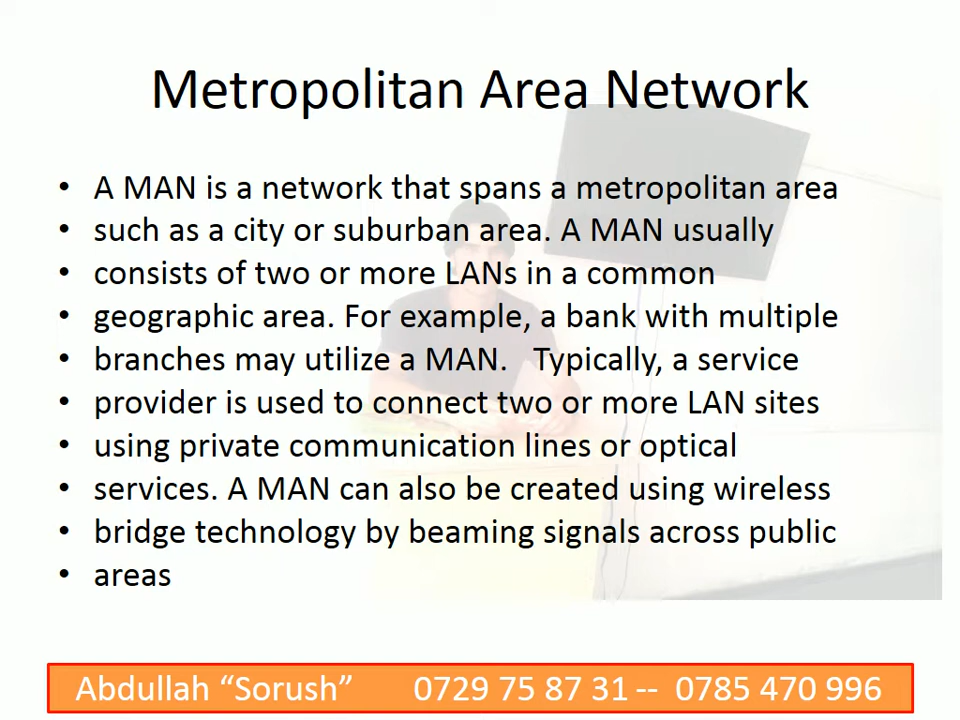 Metropolitan Area Network
• A MAN is a network that spans a metropolitan area
• such as a city or suburban area. A MAN usually
• consists of two or more LANs in a common
• geographic area. For example, a bank with multiple
• branches may utilize a MAN.   Typically, a service
• provider is used to connect two or more LAN sites
• using private communication lines or optical
• services. A MAN can also be created using wireless
• bridge technology by beaming signals across public
• areas
Abdullah “Sorush”   0729 75 87 31 --  0785 470 996